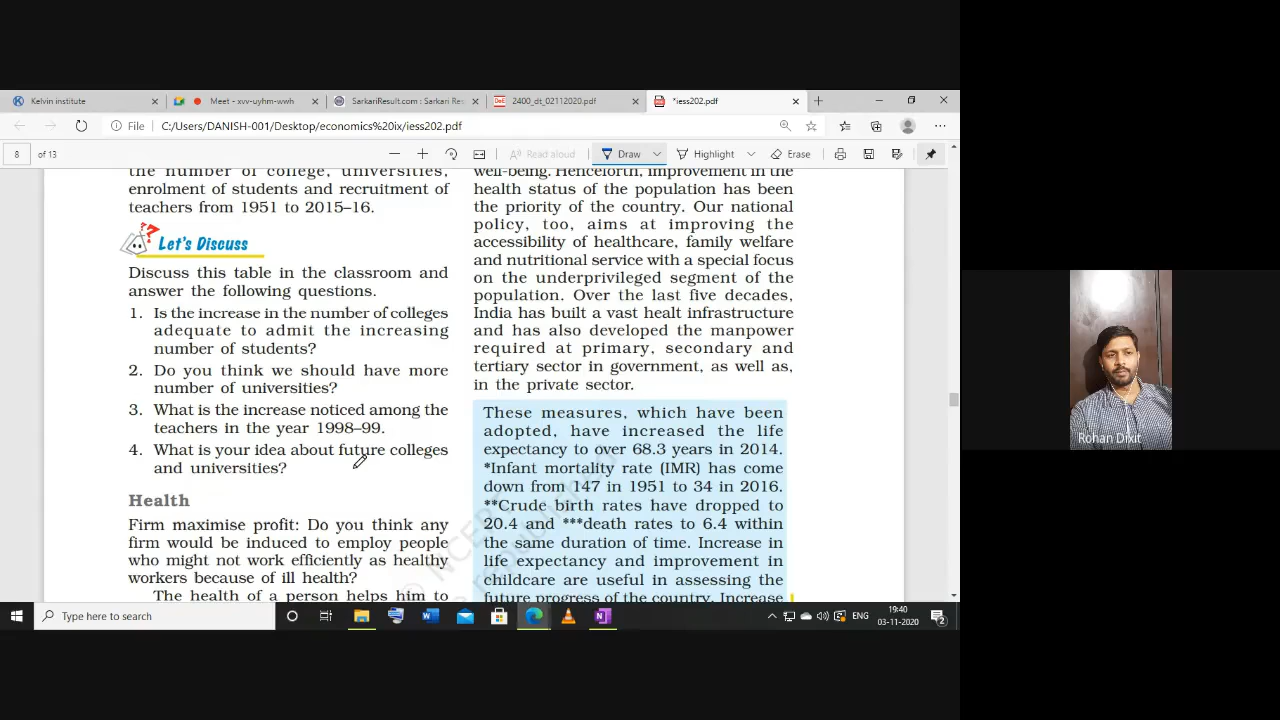 Kelvin institute
Meet - xvv-uyhm-wwh
SarkariResult.com : Sarkari Res
2400_dt_02112020.pdf
*iess202.pdf
File
C:/Users/DANISH-001/Desktop/economics%20ix/iess202.pdf
8 of 13
Read aloud
Draw
Highlight
Erase
the number of college, universities,
enrolment of students and recruitment of
teachers from 1951 to 2015–16.
Let's Discuss
Discuss this table in the classroom and
answer the following questions.
1. Is the increase in the number of colleges
adequate to admit the increasing
number of students?
2. Do you think we should have more
number of universities?
3. What is the increase noticed among the
teachers in the year 1998–99.
4. What is your idea about future colleges
and universities?
Health
Firm maximise profit: Do you think any
firm would be induced to employ people
who might not work efficiently as healthy
workers because of ill health?
The health of a person helps him to
well-being. Henceforth, improvement in the
health status of the population has been
the priority of the country. Our national
policy, too, aims at improving the
accessibility of healthcare, family welfare
and nutritional service with a special focus
on the underprivileged segment of the
population. Over the last five decades,
India has built a vast healt infrastructure
and has also developed the manpower
required at primary, secondary and
tertiary sector in government, as well as,
in the private sector.
These measures, which have been
adopted, have increased the life
expectancy to over 68.3 years in 2014.
*Infant mortality rate (IMR) has come
down from 147 in 1951 to 34 in 2016.
**Crude birth rates have dropped to
20.4 and ***death rates to 6.4 within
the same duration of time. Increase in
life expectancy and improvement in
childcare are useful in assessing the
future progress of the country. Increase
© NCERT
republished
Rohan Dixit
Type here to search
ENG
19:40
03-11-2020
2